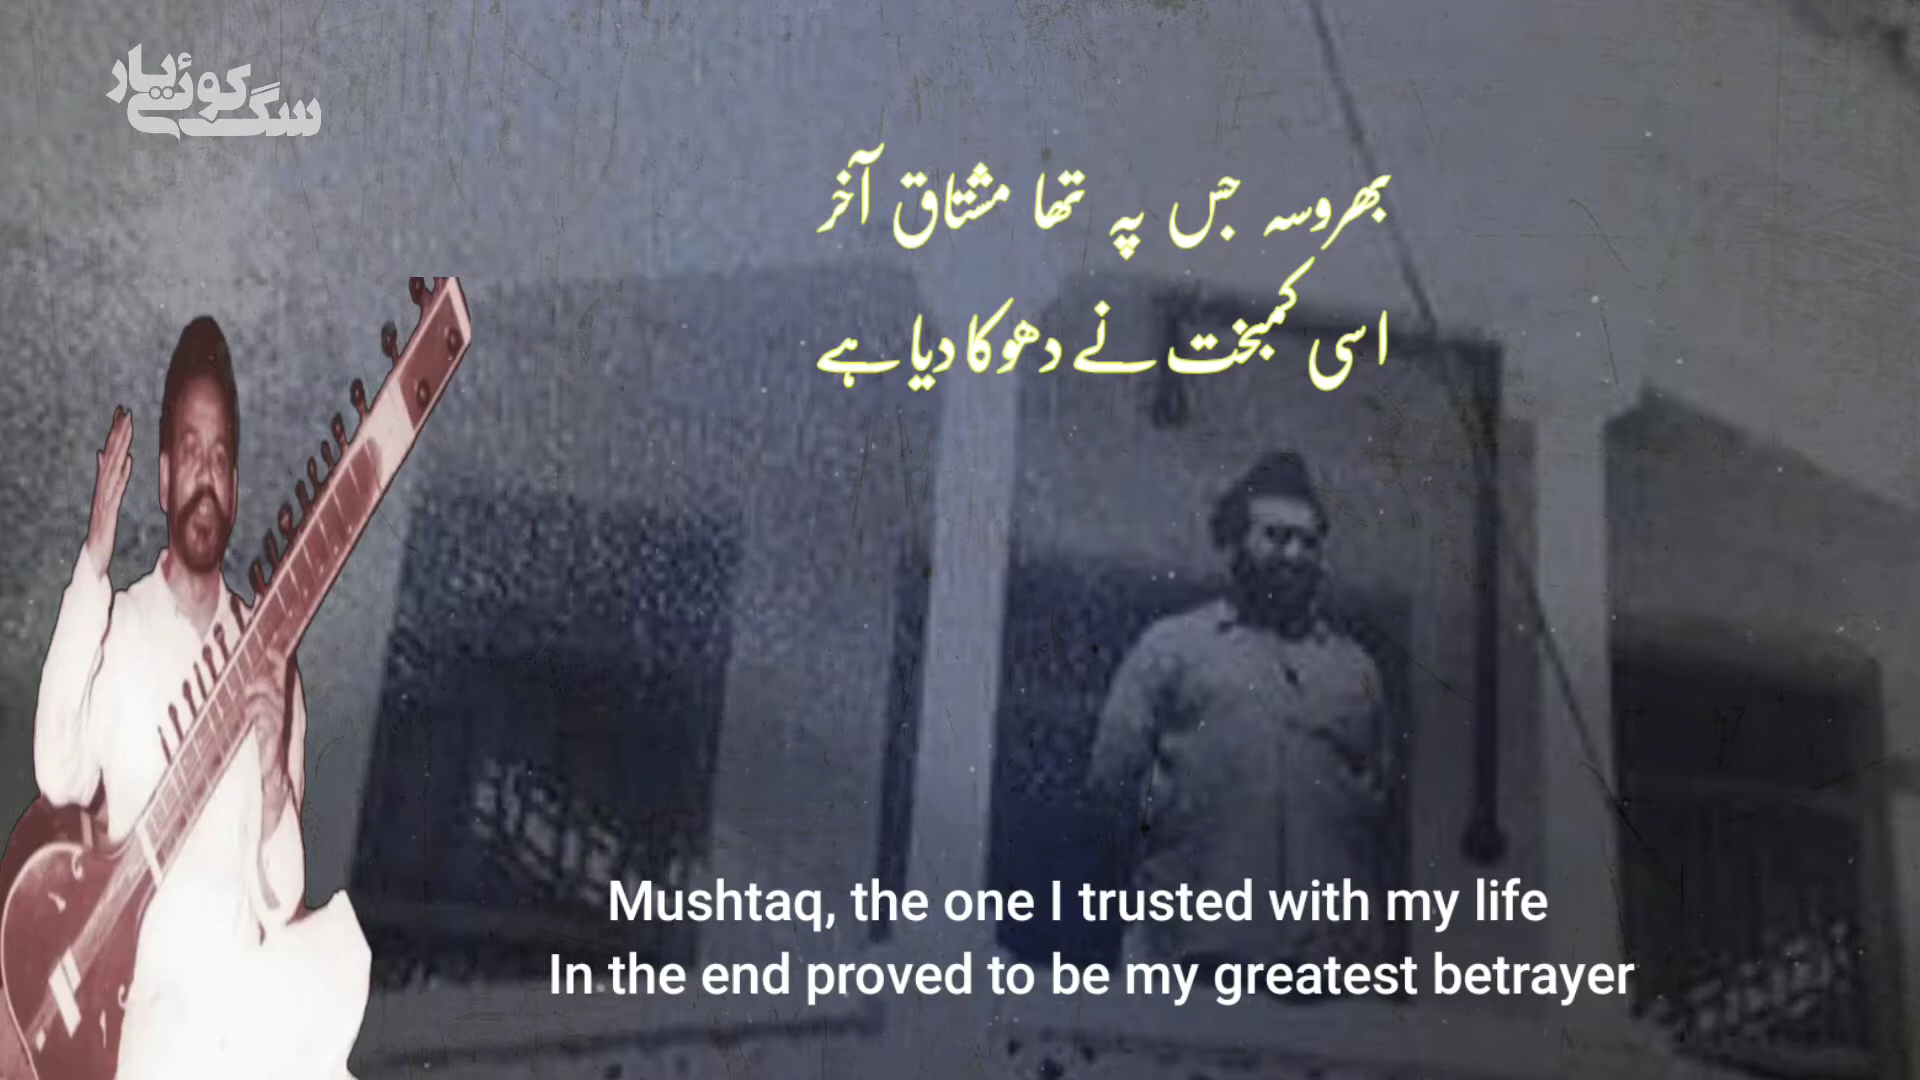 سگ کوئے یار
بھروسہ جس پہ تھا مشتاق آخر
اسی کمبخت نے دھوکا دیا ہے
Mushtaq, the one I trusted with my life
In the end proved to be my greatest betrayer